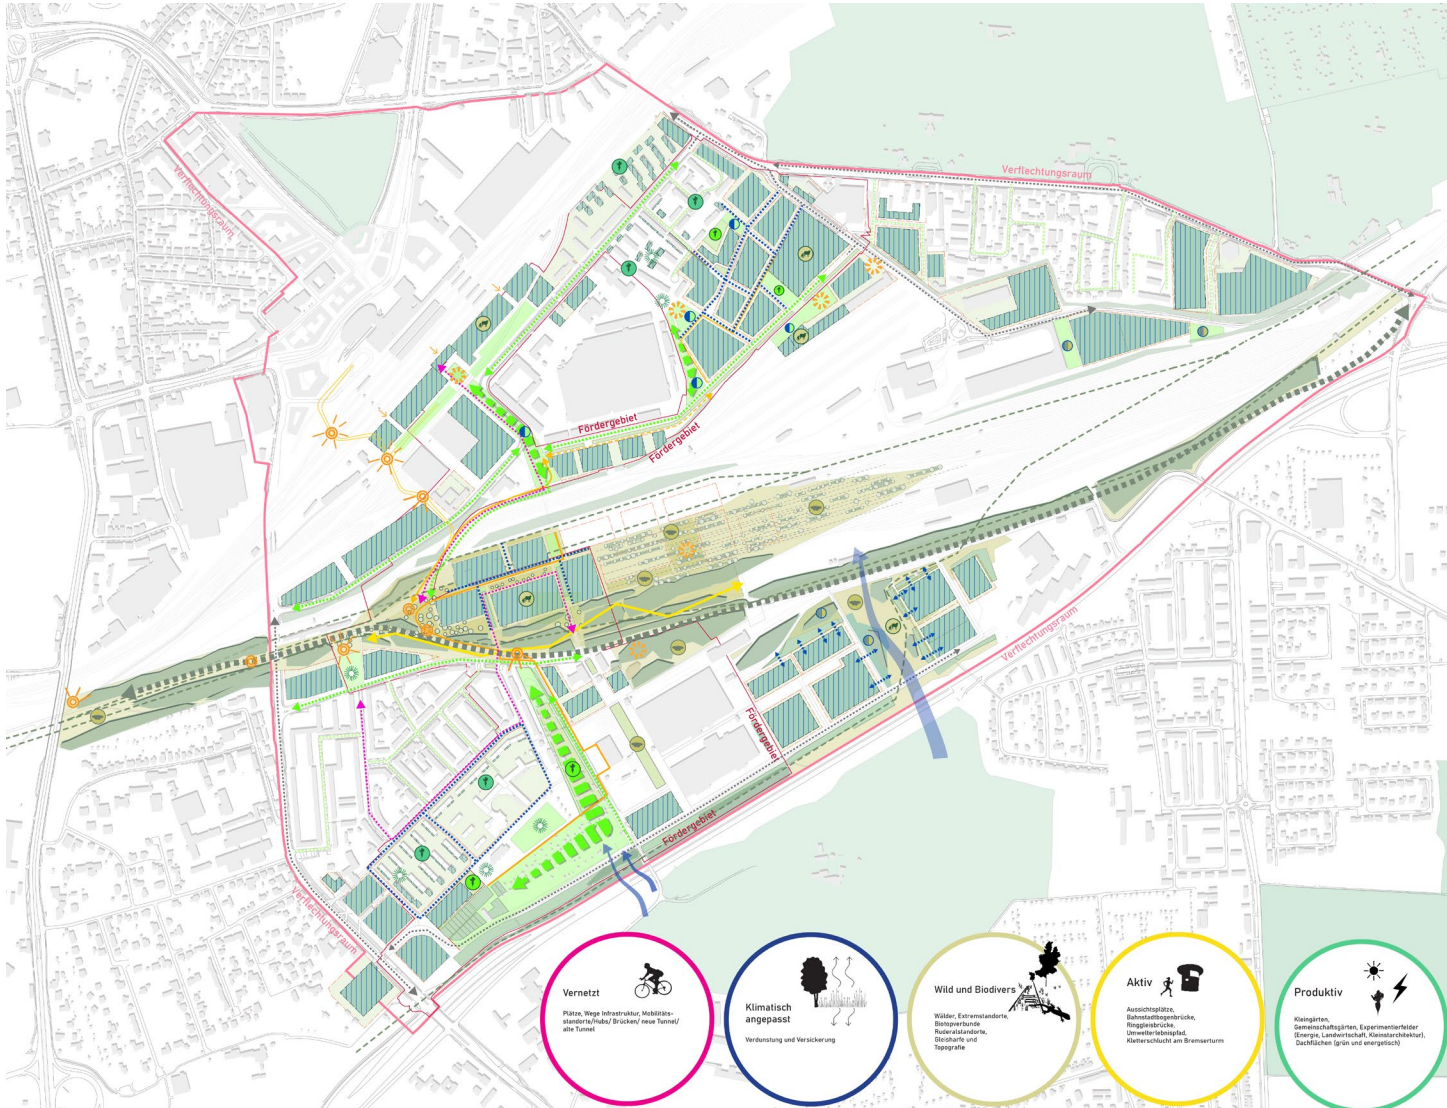 Verflechtungsraum
Verflechtungsraum
Fördergebiet
Fördergebiet
Verflechtungsraum
Fördergebiet
Fördergebiet
Verflechtungsraum
Vernetzt
Plätze, Wege Infrastruktur, Mobilitäts-
standorte/Hubs/ Brücken/ neue Tunnel/
alte Tunnel
Klimatisch
angepasst
Verdunstung und Versickerung
Wild und Biodivers
Wälder, Extremstandorte,
Biotopverbunde
Ruderalstandorte,
Gleisharfe und
Topografie
Aktiv
Aussichtsplätze,
Bahnstadtbogenbrücke,
Ringgleisbrücke,
Umwelterlebnispfad,
Kletterschlucht am Bremserturm
Produktiv
Kleingärten,
Gemeinschaftsgärten, Experimentierfelder
(Energie, Landwirtschaft, Kleinstarchitektur),
Dachflächen (grün und energetisch)